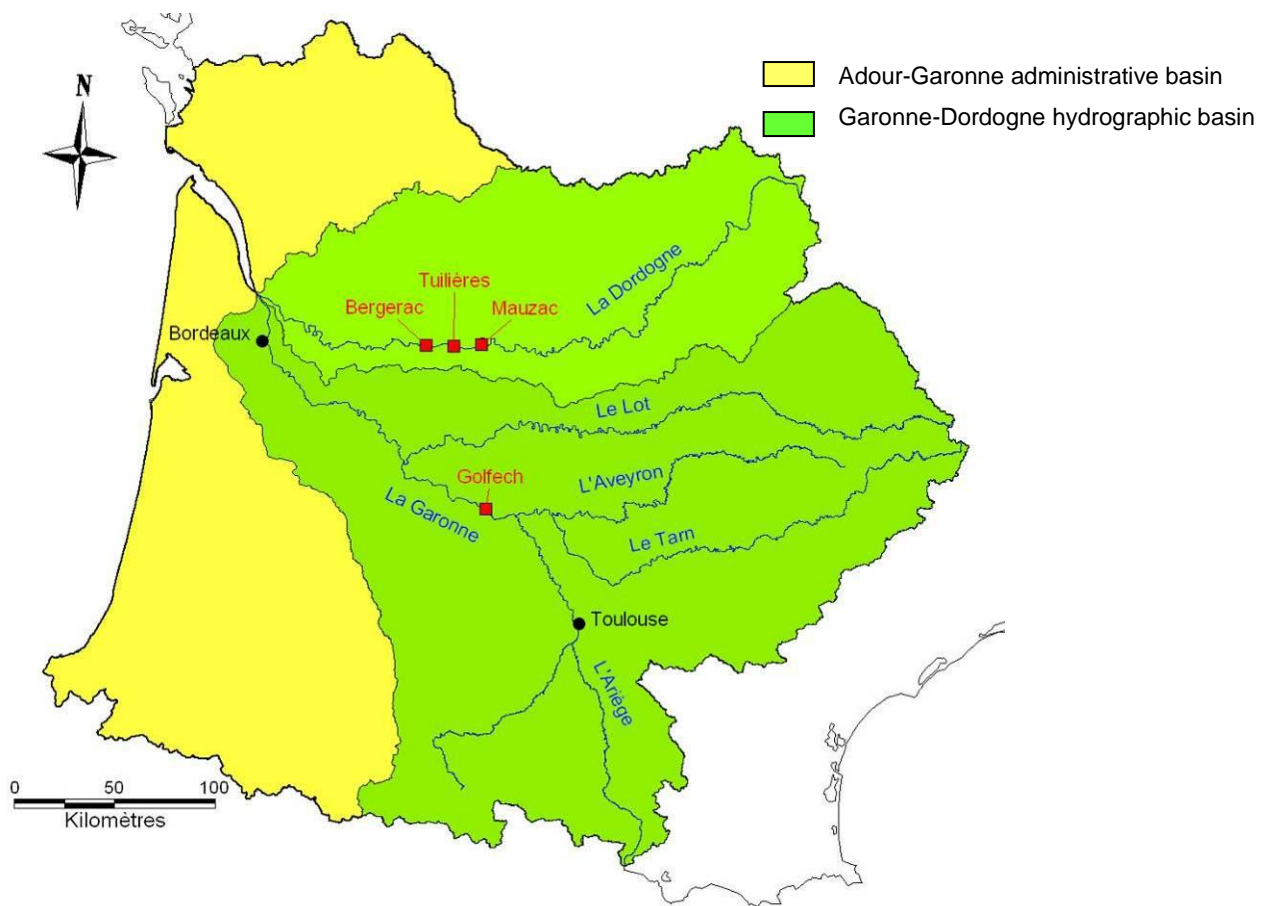 Adour-Garonne administrative basin
Garonne-Dordogne hydrographic basin
N
La Dordogne
Tuilières
Bergerac
Mauzac
Bordeaux
Le Lot
Golfech
L'Aveyron
La Garonne
Le Tarn
Toulouse
L'Ariège
0 50 100
Kilomètres